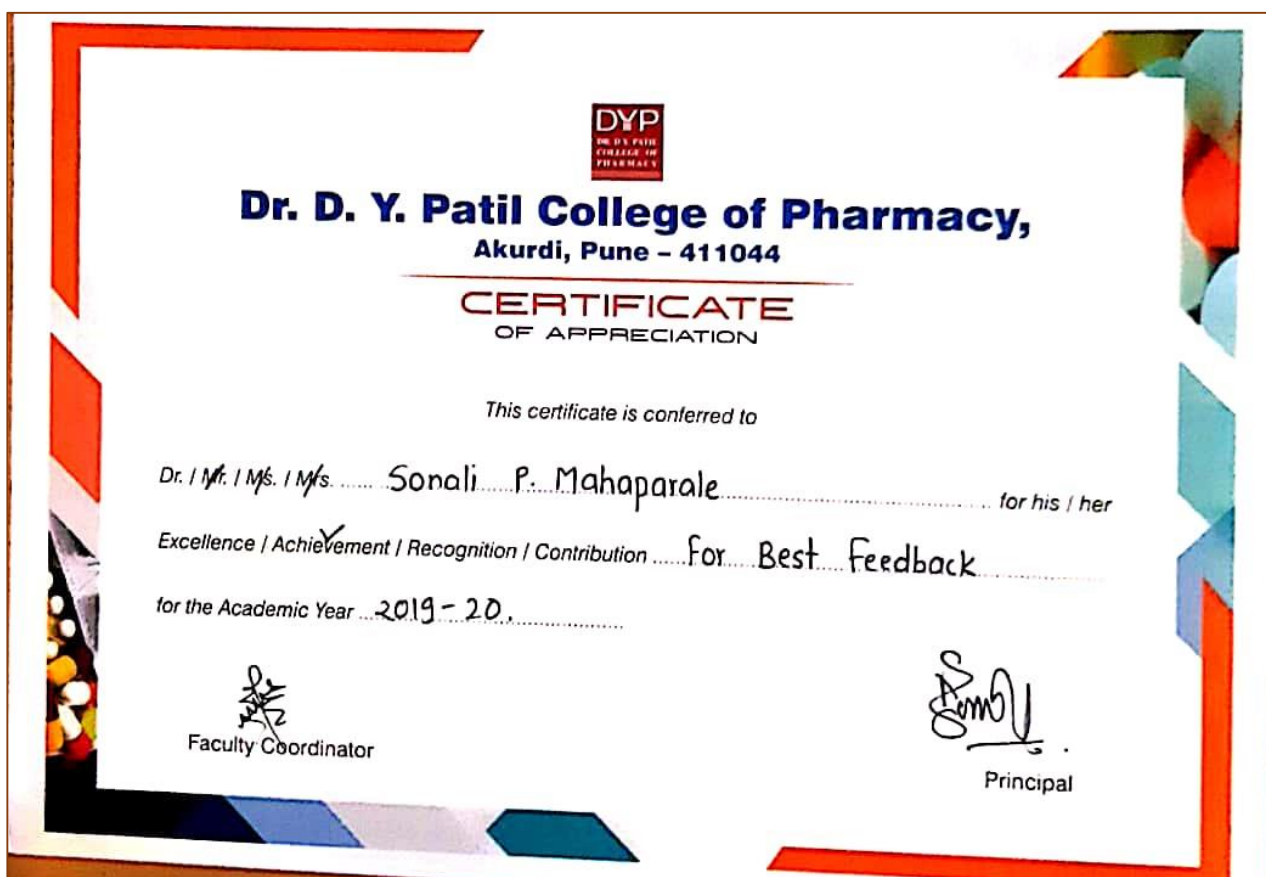 DYP
DR. D Y PATIL
COLLEGE OF
PHARMACY
Dr. D. Y. Patil College of Pharmacy,
Akurdi, Pune – 411044
CERTIFICATE
OF APPRECIATION
This certificate is conferred to
Dr. / Mr. / Ms. / M/s. Sonali P. Mahaparale for his / her
Excellence / Achievement / Recognition / Contribution For Best Feedback
for the Academic Year 2019-20.
Faculty Coordinator
Principal